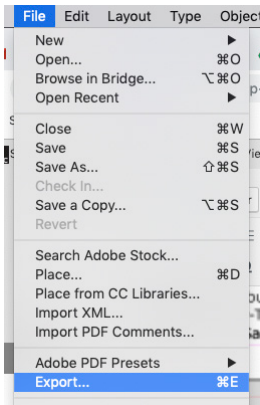 File Edit Layout Type Object
New ▶
Open... ⌘O
Browse in Bridge... ⌥⌘O
Open Recent ▶
Close ⌘W
Save ⌘S
Save As... ⇧⌘S
Check In...
Save a Copy... ⌥⌘S
Revert
Search Adobe Stock...
Place... ⌘D
Place from CC Libraries...
Import XML...
Import PDF Comments...
Adobe PDF Presets ▶
Export... ⌘E